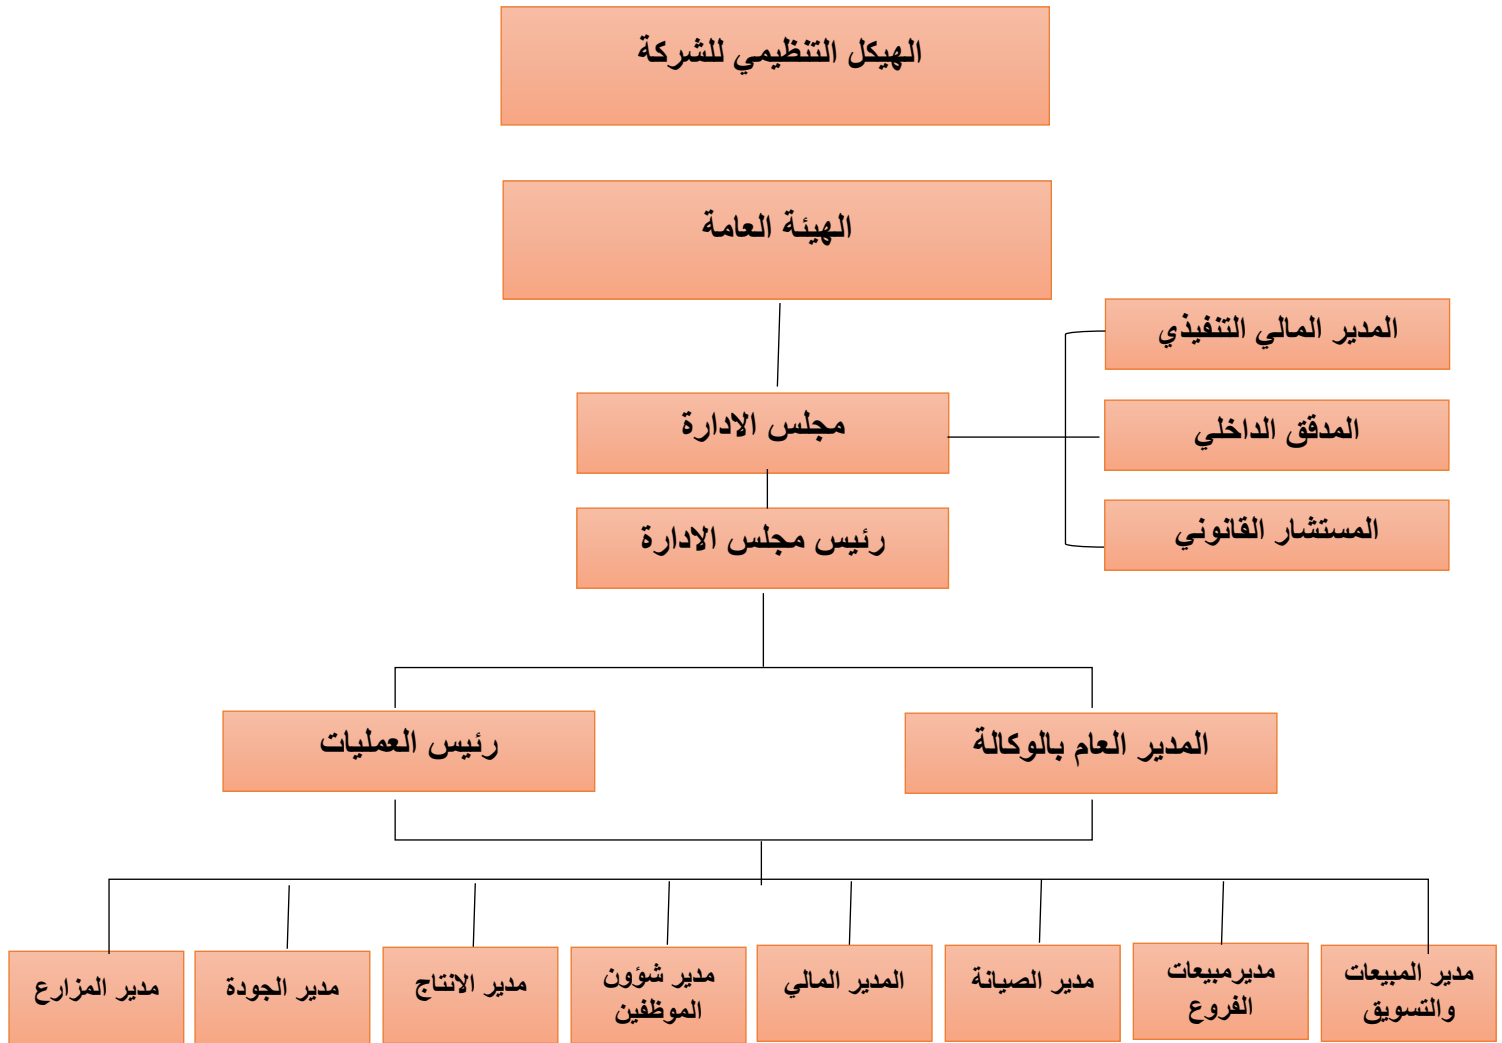 الهيكل التنظيمي للشركة
الهيئة العامة
المدير المالي التنفيذي
مجلس الادارة
المدقق الداخلي
رئيس مجلس الادارة
المستشار القانوني
المدير العام بالوكالة
رئيس العمليات
مدير المبيعات
والتسويق
مديرمبيعات
الفروع
مدير الصيانة
المدير المالي
مدير شؤون
الموظفين
مدير الانتاج
مدير الجودة
مدير المزارع